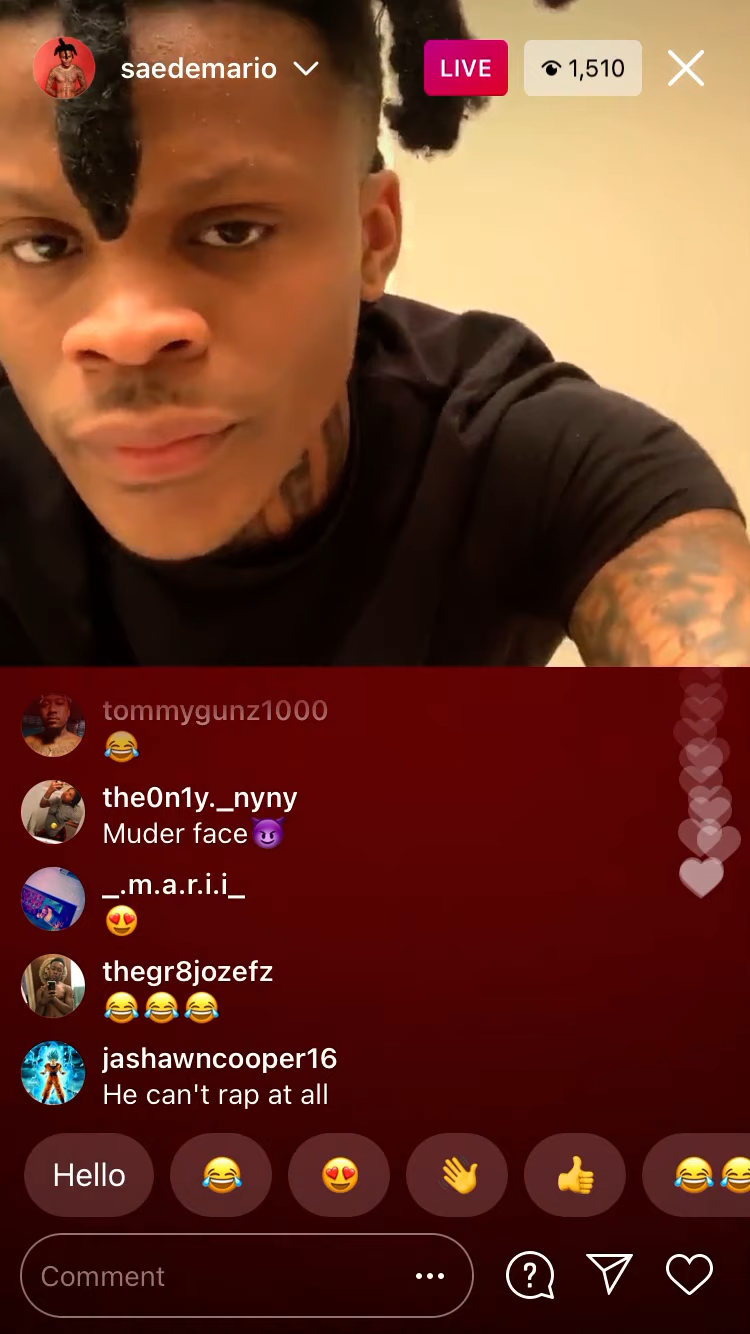 saedemario
LIVE
1,510
tommygunz1000
😂
the0n1y._nyny
Muder face😈
_.m.a.r.i.i_
😍
thegr8jozefz
😂😂😂
jashawncooper16
He can't rap at all
Hello 😂 😍 👋 👍 😂😂
Comment